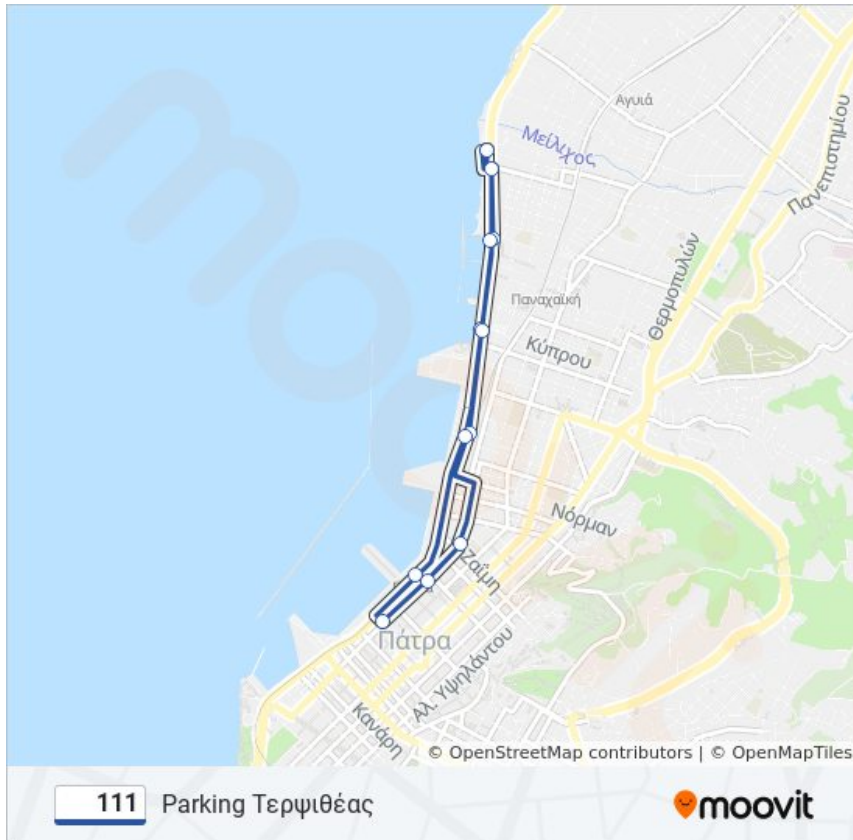 Αγυιά
Μείλιχος
Πανεπιστημίου
Θερμοπυλών
Παναχαϊκή
Κύπρου
Νόρμαν
Ζαΐμη
Πάτρα
Αλ. Υψηλάντου
Κανάρη
© OpenStreetMap contributors | © OpenMapTiles
111 Parking Τερψιθέας
moovit